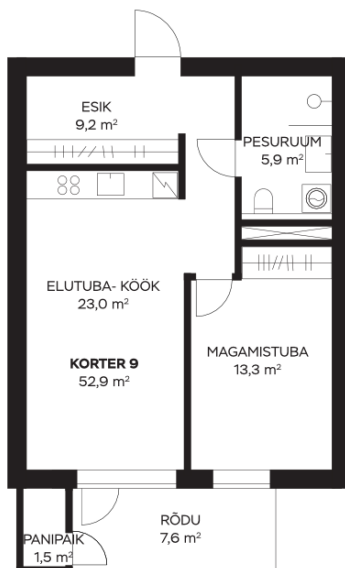 ESIK
9,2 m²
PESURUUM
5,9 m²
ELUTUBA- KÖÖK
23,0 m²
KORTER 9
52,9 m²
MAGAMISTUBA
13,3 m²
RÕDU
7,6 m²
PANIPAIK
1,5 m²